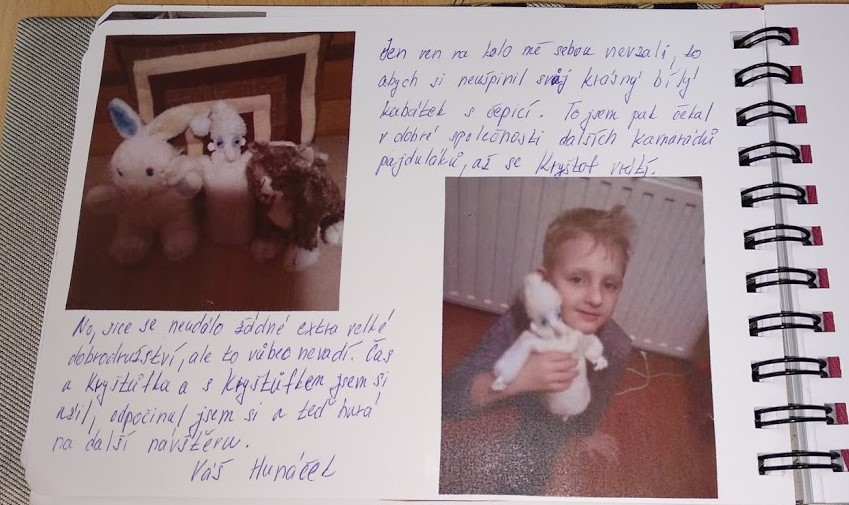 Jen ven na kolo mě sebou nevzali, to
abych si neušpinil svůj krásný bílý
kabátek s čepicí. To jsem pak čekal
v dobré společnosti dalších kamarádů
pajduláků, až se Kryštof vrátí.
No, sice se neudálo žádné extra velké
dobrodružství, ale to vůbec nevadí. Čas
u Kryštůfka a s Kryštůfkem jsem si
užil, odpočinul jsem si a teď hurá
na další návštěvu.
Váš Hunáček